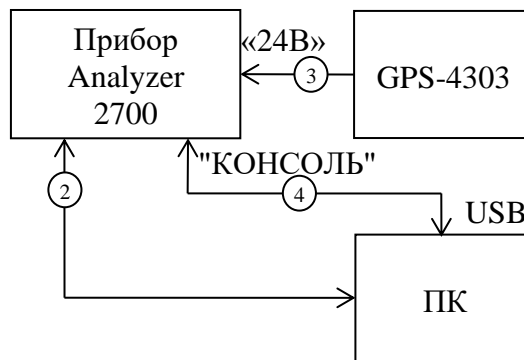 Прибор
Analyzer
2700
«24В»
3
GPS-4303
"КОНСОЛЬ"
2
4
USB
ПК